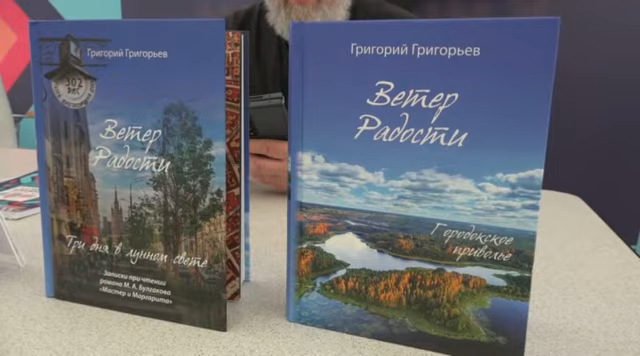 Григорий Григорьев
302
Ветер
Радости
Три дня в лунном свете
Записки при чтении
романа М. А. Булгакова
«Мастер и Маргарита»
Григорий Григорьев
Ветер
Радости
Городокское
приволье